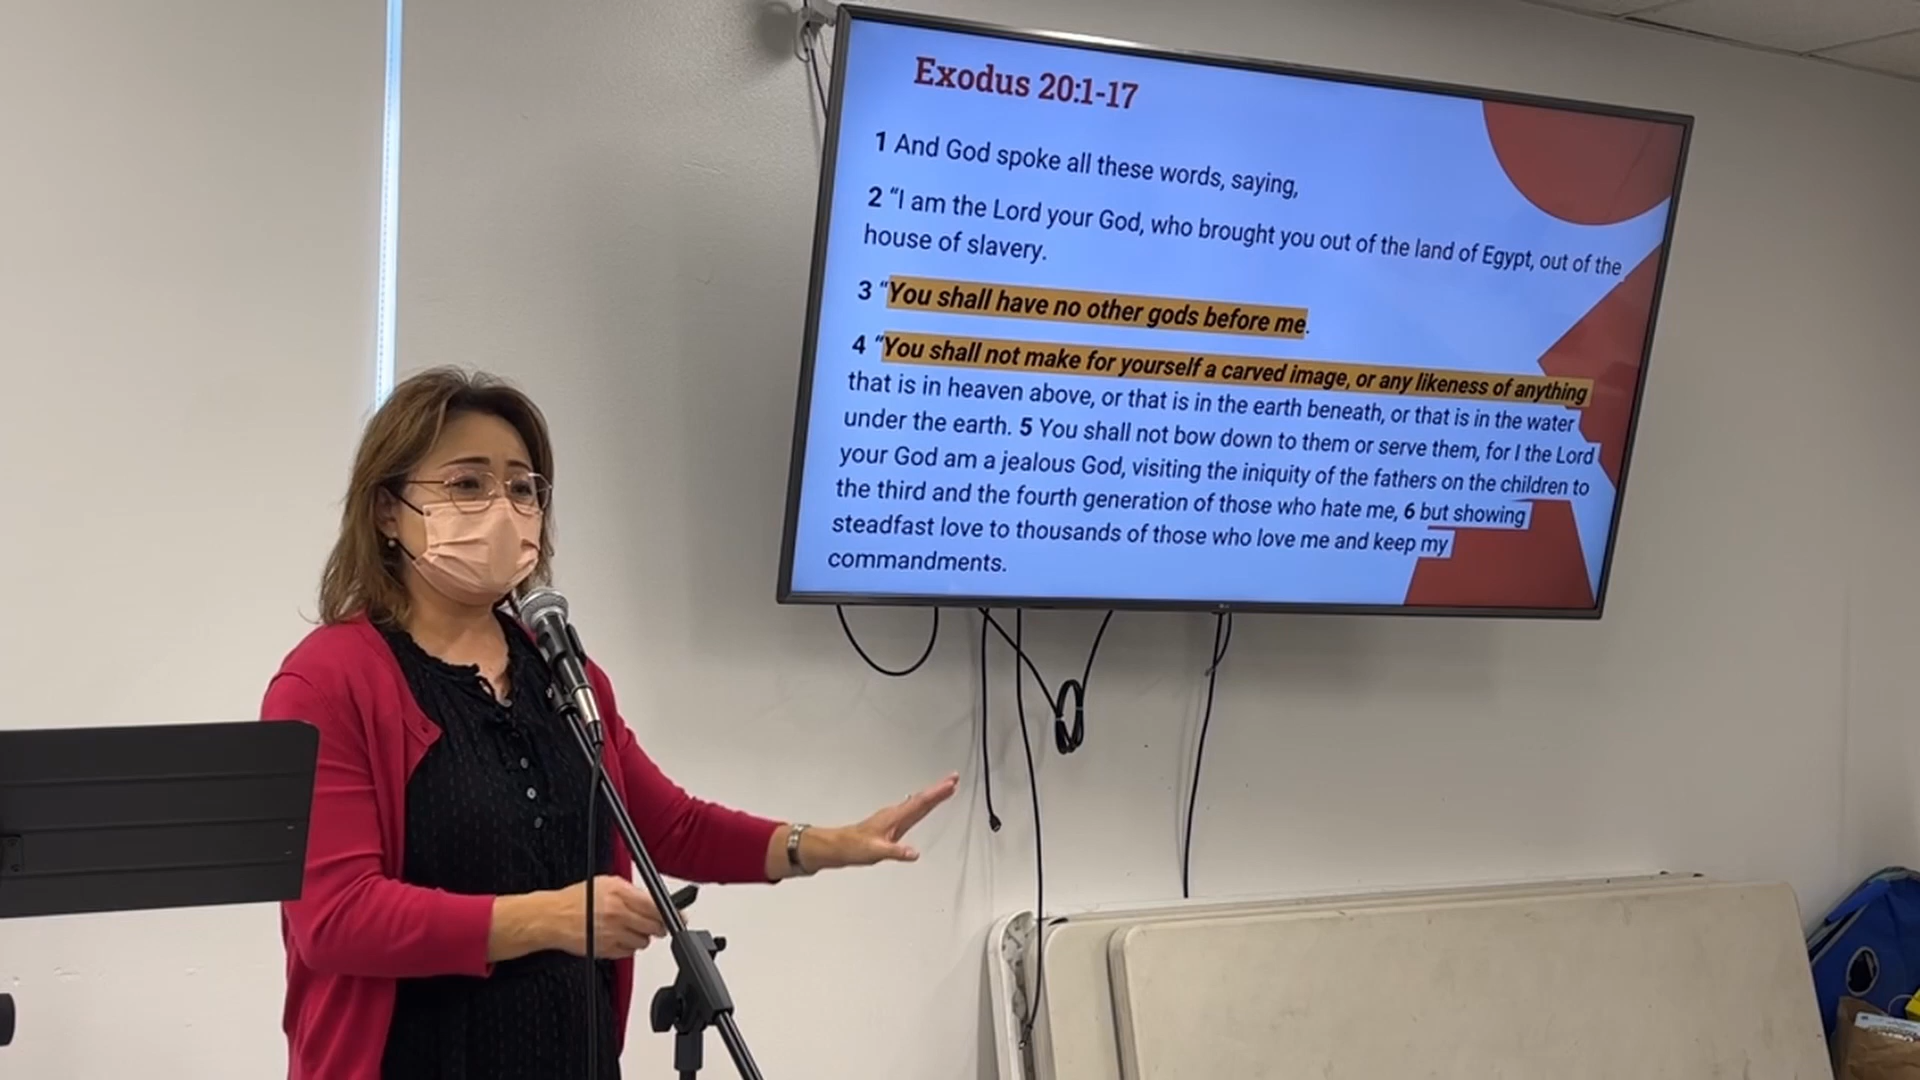 Exodus 20:1-17
1 And God spoke all these words, saying,
2 “I am the Lord your God, who brought you out of the land of Egypt, out of the
house of slavery.
3 “You shall have no other gods before me.
4 “You shall not make for yourself a carved image, or any likeness of anything
that is in heaven above, or that is in the earth beneath, or that is in the water
under the earth. 5 You shall not bow down to them or serve them, for I the Lord
your God am a jealous God, visiting the iniquity of the fathers on the children to
the third and the fourth generation of those who hate me, 6 but showing
steadfast love to thousands of those who love me and keep my
commandments.